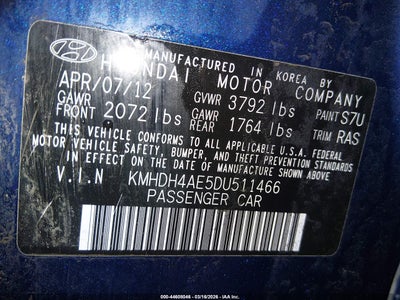 MANUFACTURED IN KOREA BY
HYUNDAI MOTOR COMPANY
APR/07/12 GVWR 3792 lbs PAINT S7U
GAWR FRONT 2072 lbs GAWR REAR 1764 lbs TRIM RAS
THIS VEHICLE CONFORMS TO ALL APPLICABLE U.S.A. FEDERAL
MOTOR VEHICLE SAFETY, BUMPER, AND THEFT PREVENTION
STANDARDS IN EFFECT ON THE DATE OF MANUFACTURE SHOWN ABOVE.
V.I.N KMHDH4AE5DU511466
PASSENGER CAR
000-44608046 - 03/18/2026 - IAA Inc.